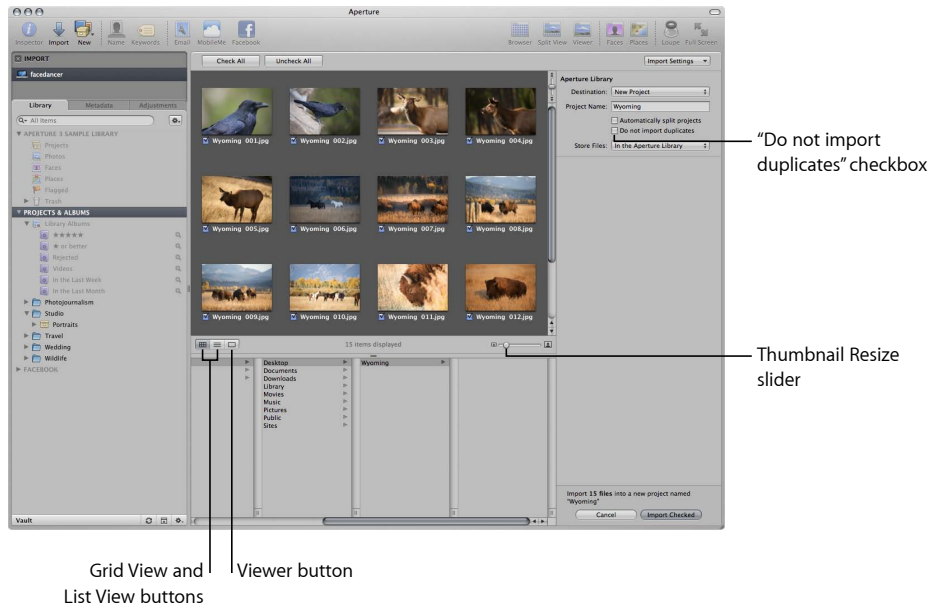 Aperture
Inspector Import New Name Keywords Email MobileMe Facebook Browser Split View Viewer Faces Places Loupe Full Screen
IMPORT
facedancer
Library Metadata Adjustments
All Items
APERTURE 3 SAMPLE LIBRARY
Projects
Photos
Faces
Places
Flagged
Trash
PROJECTS & ALBUMS
Library Albums
★★★★★
★ or better
Rejected
Videos
In the Last Week
In the Last Month
Photojournalism
Studio
Portraits
Travel
Wedding
Wildlife
FACEBOOK
Vault
Check All Uncheck All Import Settings
Wyoming 001.jpg Wyoming 002.jpg Wyoming 003.jpg Wyoming 004.jpg
Wyoming 005.jpg Wyoming 006.jpg Wyoming 007.jpg Wyoming 008.jpg
Wyoming 009.jpg Wyoming 010.jpg Wyoming 011.jpg Wyoming 012.jpg
15 items displayed
Desktop
Documents
Downloads
Library
Movies
Music
Pictures
Public
Sites
Wyoming
Aperture Library
Destination: New Project
Project Name: Wyoming
Automatically split projects
Do not import duplicates
Store Files: In the Aperture Library
Import 15 files into a new project named
"Wyoming"
Cancel Import Checked
“Do not import
duplicates” checkbox
Thumbnail Resize
slider
Grid View and
List View buttons
Viewer button